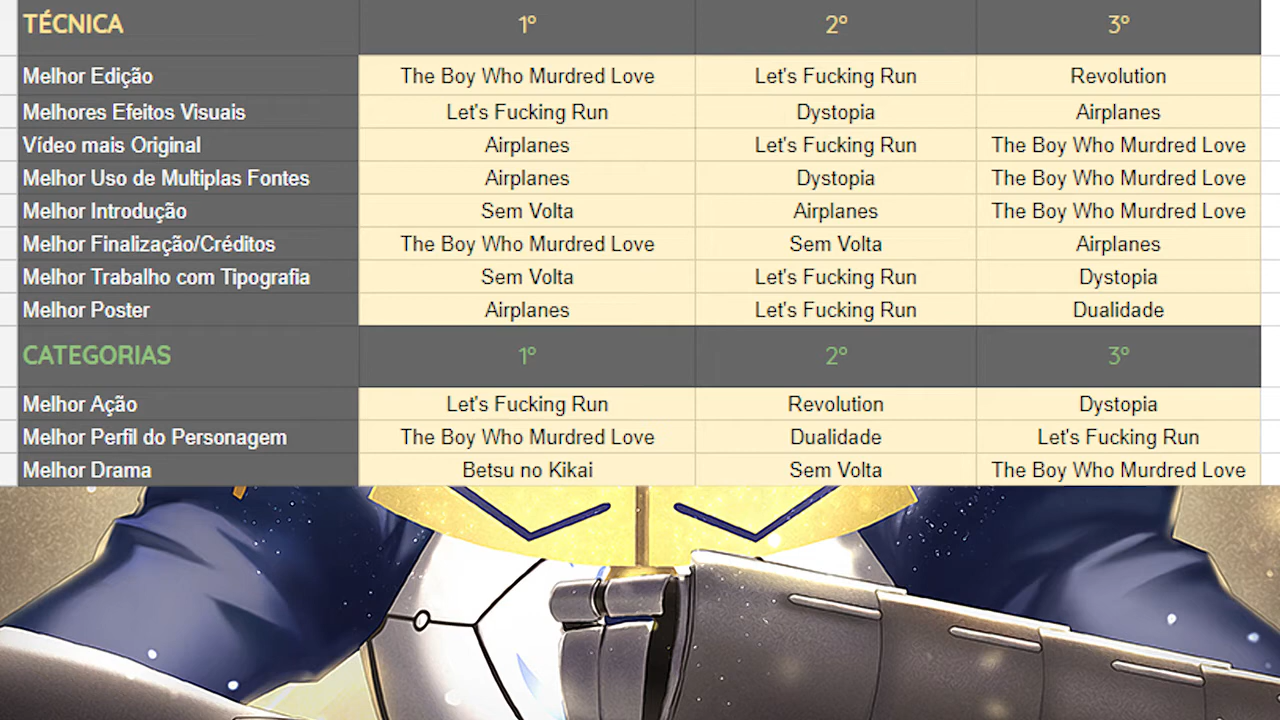 TÉCNICA 1º 2º 3º
Melhor Edição The Boy Who Murdred Love Let's Fucking Run Revolution
Melhores Efeitos Visuais Let's Fucking Run Dystopia Airplanes
Vídeo mais Original Airplanes Let's Fucking Run The Boy Who Murdred Love
Melhor Uso de Multiplas Fontes Airplanes Dystopia The Boy Who Murdred Love
Melhor Introdução Sem Volta Airplanes The Boy Who Murdred Love
Melhor Finalização/Créditos The Boy Who Murdred Love Sem Volta Airplanes
Melhor Trabalho com Tipografia Sem Volta Let's Fucking Run Dystopia
Melhor Poster Airplanes Let's Fucking Run Dualidade
CATEGORIAS 1º 2º 3º
Melhor Ação Let's Fucking Run Revolution Dystopia
Melhor Perfil do Personagem The Boy Who Murdred Love Dualidade Let's Fucking Run
Melhor Drama Betsu no Kikai Sem Volta The Boy Who Murdred Love